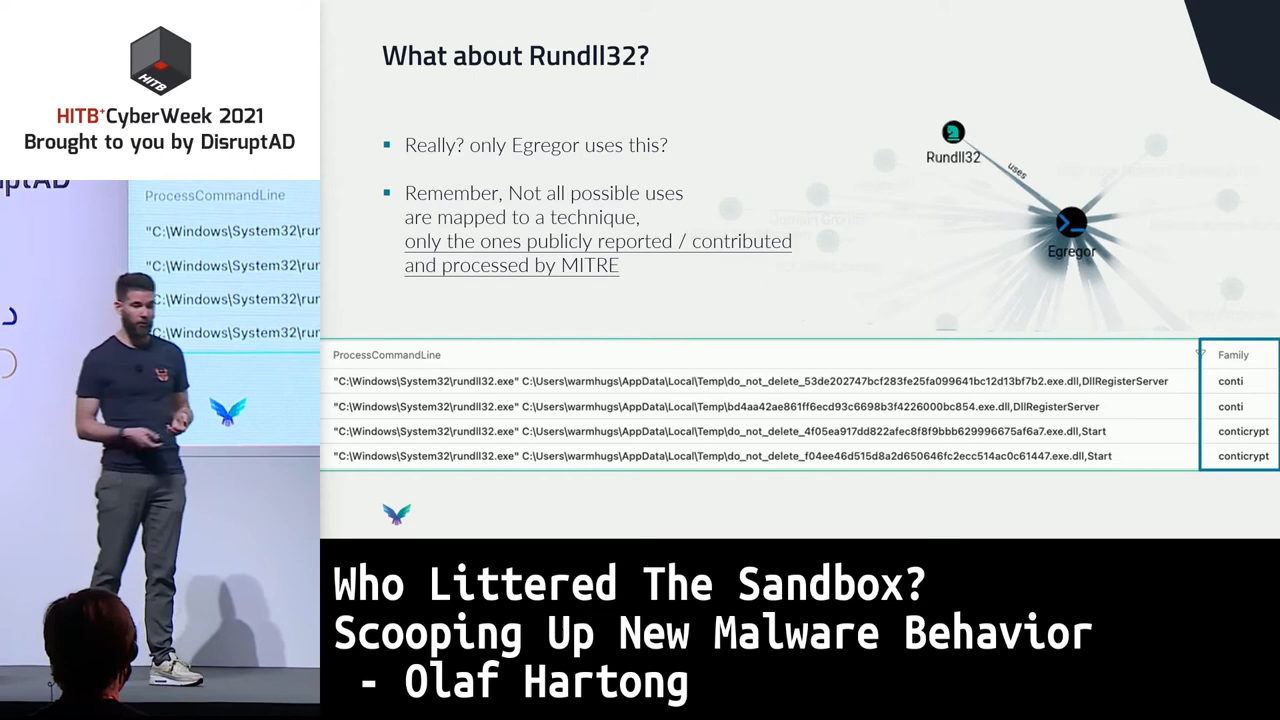 HITB
HITB+CyberWeek 2021
Brought to you by DisruptAD
ProcessCommandLine
"C:\Windows\System32\rur
"C:\Windows\System32\rur
C:\Windows\System32\rur
C:\Windows\System32\rur
What about Rundll32?
Really? only Egregor uses this?
Remember, Not all possible uses
are mapped to a technique,
only the ones publicly reported / contributed
and processed by MITRE
Rundll32
uses
Egregor
ProcessCommandLine Family
"C:\Windows\System32\rundll32.exe" C:\Users\warmhugs\AppData\Local\Temp\do_not_delete_53de202747bcf283fe25fa099641bc12d13bf7b2.exe.dll,DllRegisterServer conti
"C:\Windows\System32\rundll32.exe" C:\Users\warmhugs\AppData\Local\Temp\bd4aa42ae861ff6ecd93c6698b3f4226000bc854.exe.dll,DllRegisterServer conti
"C:\Windows\System32\rundll32.exe" C:\Users\warmhugs\AppData\Local\Temp\do_not_delete_4f05ea917dd822afec8f8f9bbb629996675af6a7.exe.dll,Start conticrypt
"C:\Windows\System32\rundll32.exe" C:\Users\warmhugs\AppData\Local\Temp\do_not_delete_f04ee46d515d8a2d650646fc2ecc514ac0c61447.exe.dll,Start conticrypt
Who Littered The Sandbox?
Scooping Up New Malware Behavior
- Olaf Hartong